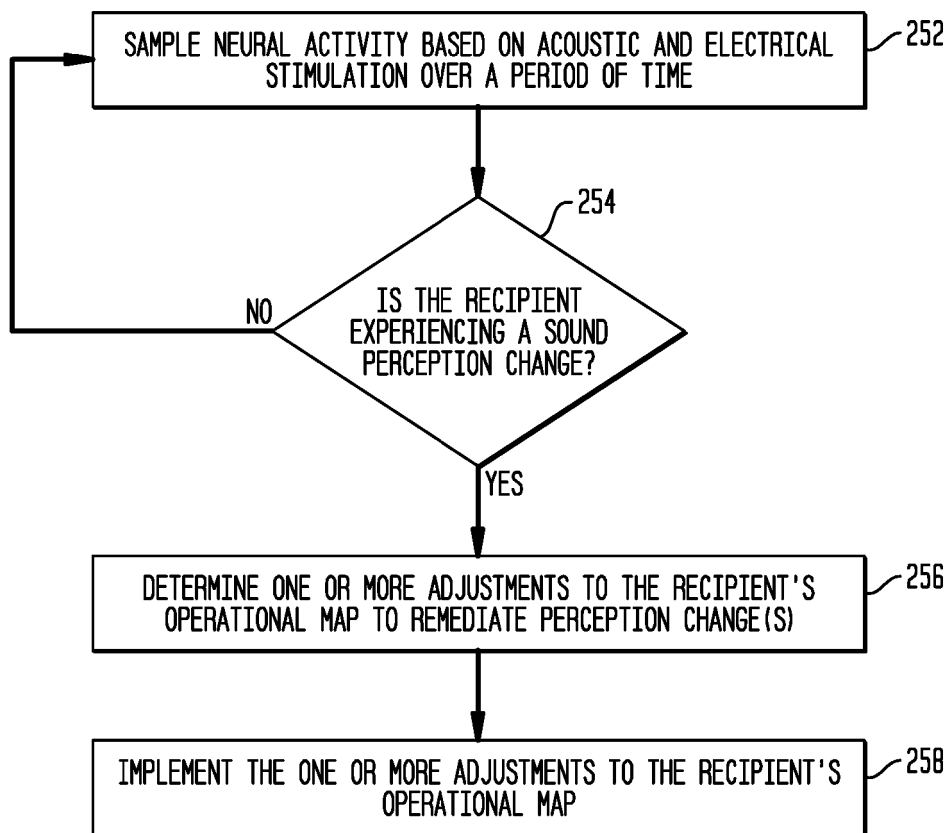 SAMPLE NEURAL ACTIVITY BASED ON ACOUSTIC AND ELECTRICAL
STIMULATION OVER A PERIOD OF TIME
252
254
IS THE RECIPIENT
EXPERIENCING A SOUND
PERCEPTION CHANGE?
NO
YES
DETERMINE ONE OR MORE ADJUSTMENTS TO THE RECIPIENT'S
OPERATIONAL MAP TO REMEDIATE PERCEPTION CHANGE(S)
256
IMPLEMENT THE ONE OR MORE ADJUSTMENTS TO THE RECIPIENT'S
OPERATIONAL MAP
258